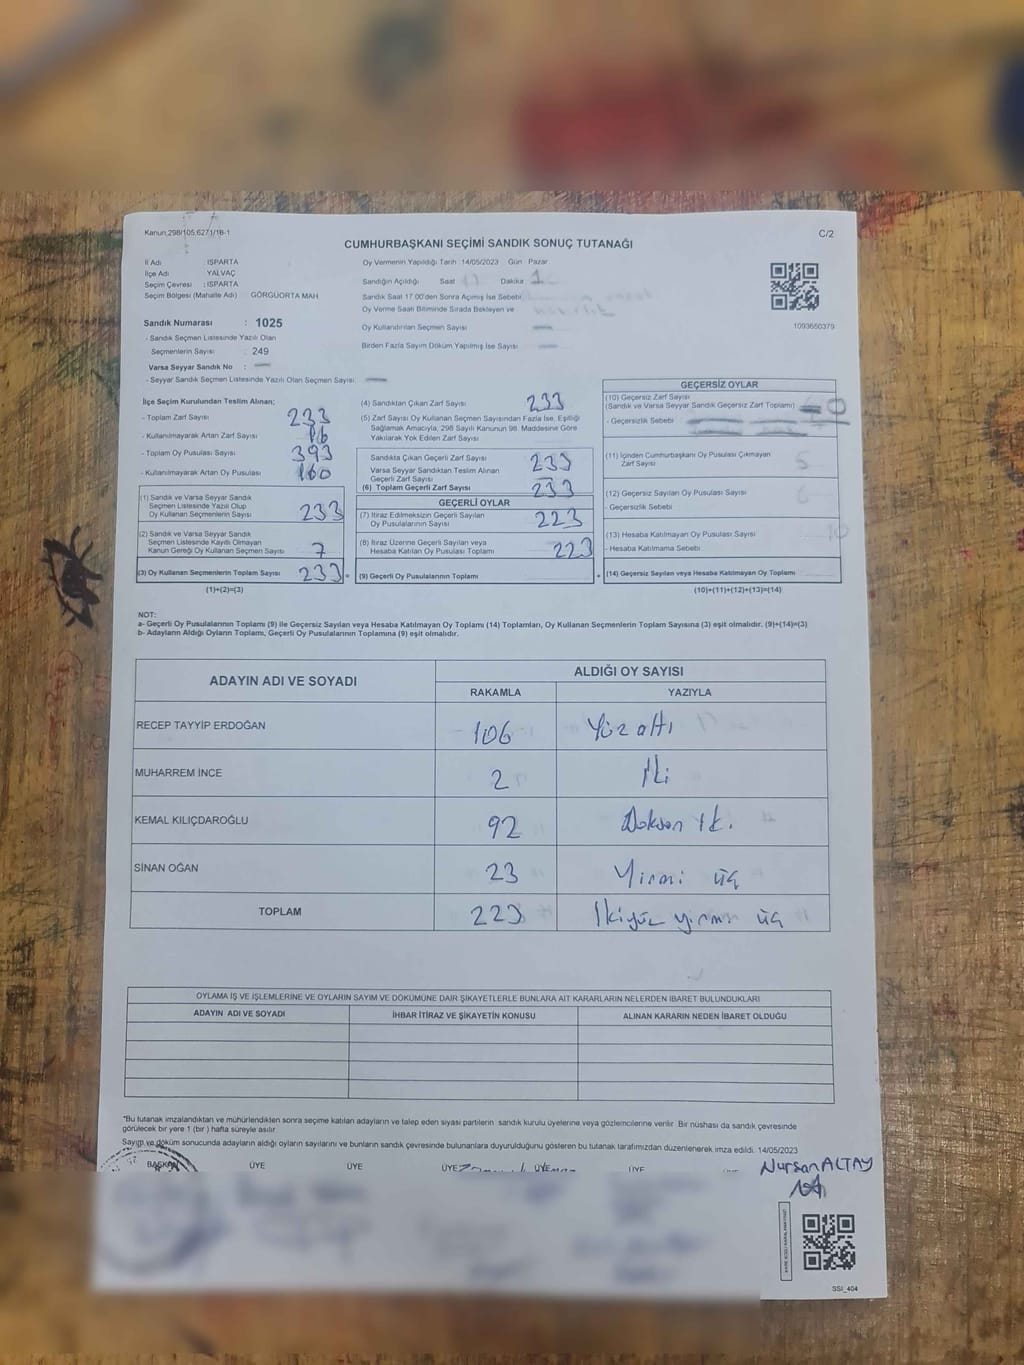 Kanun 298/105,6271/18-1
C/2
CUMHURBAŞKANI SEÇİMİ SANDIK SONUÇ TUTANAĞI
İl Adı : ISPARTA
İlçe Adı YALVAÇ
Seçim Çevresi : ISPARTA
Seçim Bölgesi (Mahalle Adı) GÖRGÜORTA MAH
Sandık Numarası : 1025
- Sandık Seçmen Listesinde Yazılı Olan
Seçmenlerin Sayısı : 249
Varsa Seyyar Sandık No : —
- Seyyar Sandık Seçmen Listesinde Yazılı Olan Seçmen Sayısı : —
Oy Vermenin Yapıldığı Tarih : 14/05/2023 Gün : Pazar
Sandığın Açıldığı Saat Dakika 1
Sandık Saat 17.00'den Sonra Açımış İse Sebebi
Oy Verme Saati Bitiminde Sırada Bekleyen ve
Oy Kullandırılan Seçmen Sayısı —
Birden Fazla Sayım Döküm Yapılmış İse Sayısı —
1093650379
İlçe Seçim Kurulundan Teslim Alınan;
- Toplam Zarf Sayısı 233
- Kullanılmayarak Artan Zarf Sayısı 16
- Toplam Oy Pusulası Sayısı 393
- Kullanılmayarak Artan Oy Pusulası 160
(1) Sandık ve Varsa Seyyar Sandık
Seçmen Listesinde Yazılı Olup
Oy Kullanan Seçmenlerin Sayısı 233
(2) Sandık ve Varsa Seyyar Sandık
Seçmen Listesinde Kayıtlı Olmayan
Kanun Gereği Oy Kullanan Seçmen Sayısı 7
(3) Oy Kullanan Seçmenlerin Toplam Sayısı 233 =
(1)+(2)=(3)
(4) Sandıktan Çıkan Zarf Sayısı 233
(5) Zarf Sayısı Oy Kullanan Seçmen Sayısından Fazla İse, Eşitliği
Sağlamak Amacıyla, 298 Sayılı Kanunun 98. Maddesine Göre
Yakılarak Yok Edilen Zarf Sayısı
Sandıkta Çıkan Geçerli Zarf Sayısı 233
Varsa Seyyar Sandıktan Teslim Alınan
Geçerli Zarf Sayısı —
(6) Toplam Geçerli Zarf Sayısı 233
GEÇERLİ OYLAR
(7) İtiraz Edilmeksizin Geçerli Sayılan
Oy Pusulalarının Sayısı 223
(8) İtiraz Üzerine Geçerli Sayılan veya
Hesaba Katılan Oy Pusulası Toplamı 223
(9) Geçerli Oy Pusulalarının Toplamı +
GEÇERSİZ OYLAR
(10) Geçersiz Zarf Sayısı
(Sandık ve Varsa Seyyar Sandık Geçersiz Zarf Toplamı) 0
- Geçersizlik Sebebi
(11) İçinden Cumhurbaşkanı Oy Pusulası Çıkmayan
Zarf Sayısı 5
(12) Geçersiz Sayılan Oy Pusulası Sayısı
- Geçersizlik Sebebi
(13) Hesaba Katılmayan Oy Pusulası Sayısı 10
- Hesaba Katılmama Sebebi
(14) Geçersiz Sayılan veya Hesaba Katılmayan Oy Toplamı
(10)+(11)+(12)+(13)=(14)
NOT:
a- Geçerli Oy Pusulalarının Toplamı (9) ile Geçersiz Sayılan veya Hesaba Katılmayan Oy Toplamı (14) Toplamları, Oy Kullanan Seçmenlerin Toplam Sayısına (3) eşit olmalıdır. (9)+(14)=(3)
b- Adayların Aldığı Oyların Toplamı, Geçerli Oy Pusulalarının Toplamına (9) eşit olmalıdır.
ADAYIN ADI VE SOYADI ALDIĞI OY SAYISI
RAKAMLA YAZIYLA
RECEP TAYYİP ERDOĞAN 106 Yüz altı
MUHARREM İNCE 2 İki
KEMAL KILIÇDAROĞLU 92 Doksan ik.
SİNAN OĞAN 23 Yirmi üç
TOPLAM 223 İkiyüz yirmi üç
OYLAMA İŞ VE İŞLEMLERİNE VE OYLARIN SAYIM VE DÖKÜMÜNE DAİR ŞİKAYETLERLE BUNLARA AİT KARARLARIN NELERDEN İBARET BULUNDUKLARI
ADAYIN ADI VE SOYADI İHBAR İTİRAZ VE ŞİKAYETİN KONUSU ALINAN KARARIN NEDEN İBARET OLDUĞU
*Bu tutanak imzalandıktan ve mühürlendikten sonra seçime katılan adayların ve talep eden siyasi partilerin sandık kurulu üyelerine veya gözlemcilerine verilir. Bir nüshası da sandık çevresinde
görülecek bir yere 1 (bir ) hafta süreyle asılır.
Sayım ve döküm sonucunda adayların aldığı oyların sayılarını ve bunların sandık çevresinde bulunanlara duyurulduğunu gösteren bu tutanak tarafımızdan düzenlenerek imza edildi. 14/05/2023
BAŞKAN ÜYE ÜYE ÜYE ÜYE ÜYE
Nursan ALTAY
SSI_404